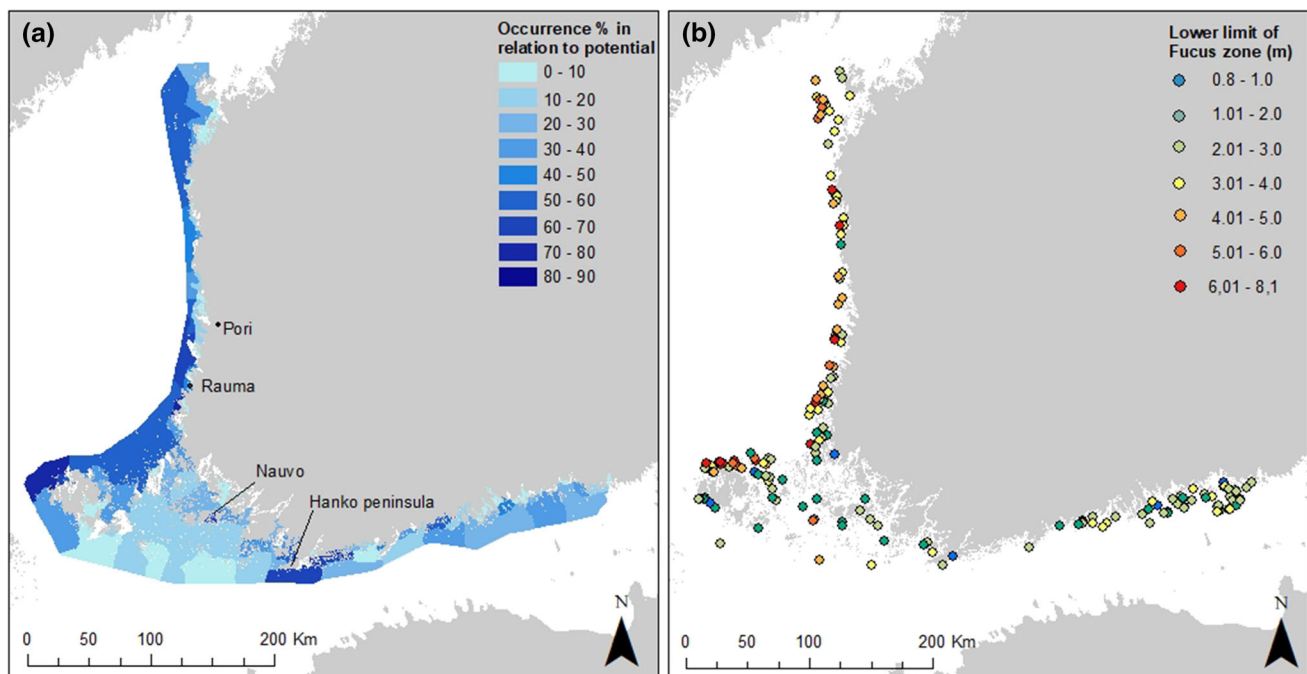 (a)
Occurrence % in
relation to potential
0 - 10
10 - 20
20 - 30
30 - 40
40 - 50
50 - 60
60 - 70
70 - 80
80 - 90
Pori
Rauma
Nauvo
Hanko peninsula
N
0 50 100 200 Km
(b)
Lower limit of
Fucus zone (m)
0.8 - 1.0
1.01 - 2.0
2.01 - 3.0
3.01 - 4.0
4.01 - 5.0
5.01 - 6.0
6,01 - 8,1
N
0 50 100 200 Km